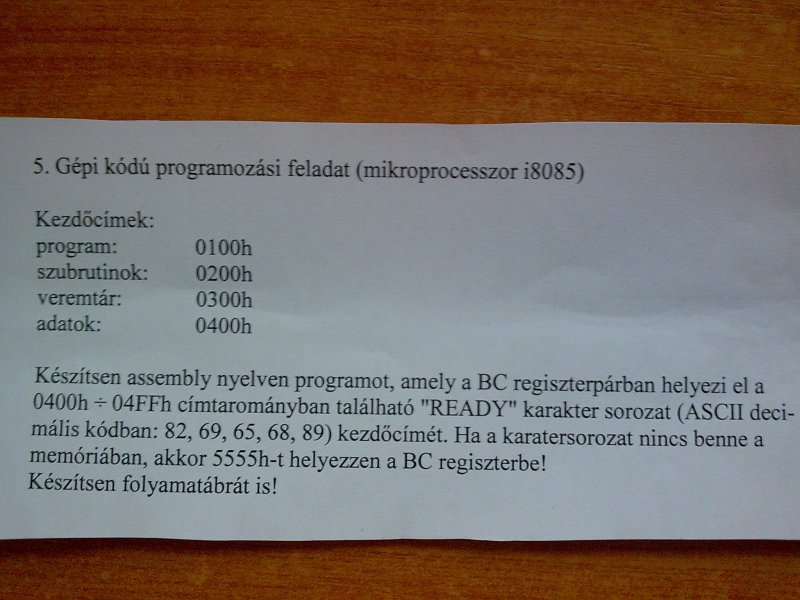 5. Gépi kódú programozási feladat (mikroprocesszor i8085)
Kezdőcímek:
program: 0100h
szubrutinok: 0200h
veremtár: 0300h
adatok: 0400h
Készítsen assembly nyelven programot, amely a BC regiszterpárban helyezi el a
0400h ÷ 04FFh címtarományban található "READY" karakter sorozat (ASCII deci-
mális kódban: 82, 69, 65, 68, 89) kezdőcímét. Ha a karatersorozat nincs benne a
memóriában, akkor 5555h-t helyezzen a BC regiszterbe!
Készítsen folyamatábrát is!